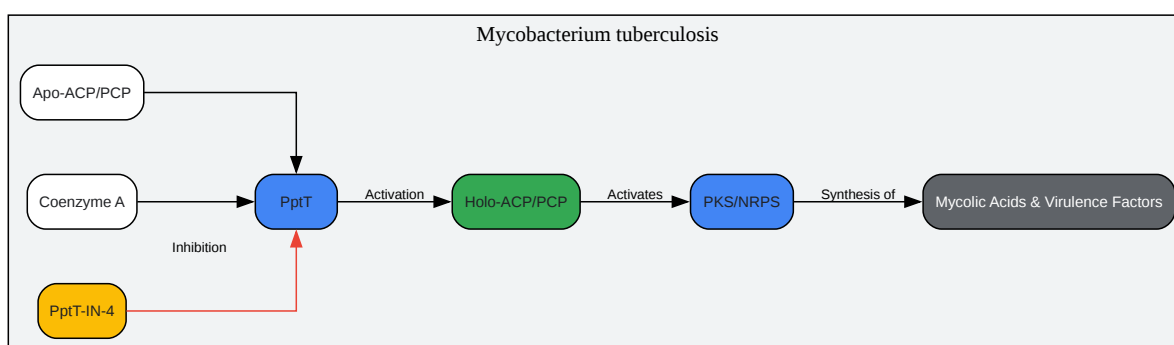 Mycobacterium tuberculosis
Apo-ACP/PCP
Coenzyme A
PptT
Activation
Holo-ACP/PCP
Activates
PKS/NRPS
Synthesis of
Mycolic Acids & Virulence Factors
Inhibition
PptT-IN-4